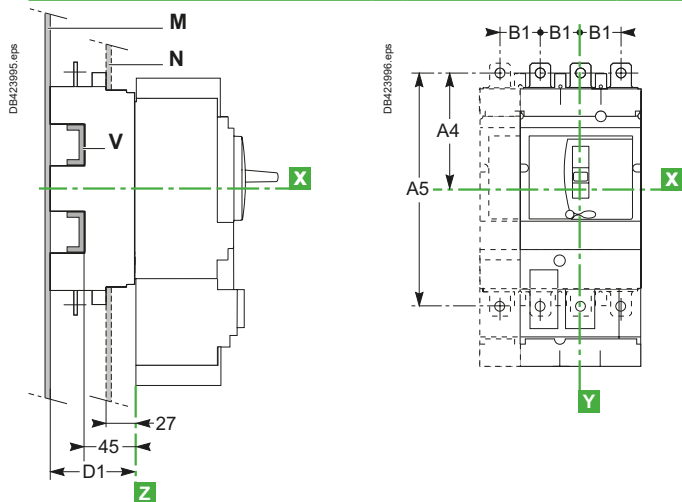 DB423995.eps
M
N
V
X
27
45
D1
Z
DB423996.eps
B1 B1 B1
A4
A5
X
Y